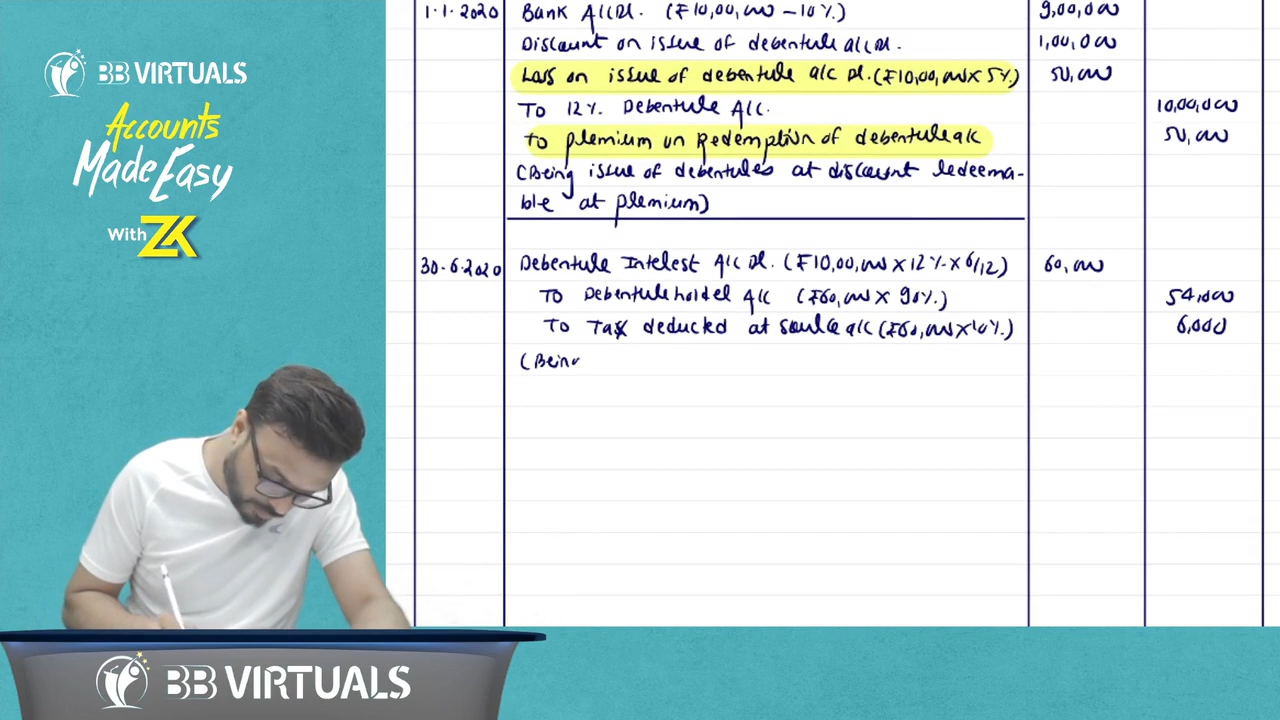 BB VIRTUALS
Accounts
Made Easy
With ZK
1.1.2020 Bank A/c Dr. (₹10,00,000 - 10%) 9,00,000
Discount on issue of debenture a/c Dr. 1,00,000
Loss on issue of debenture a/c Dr. (₹10,00,000 x 5%) 50,000
To 12% Debenture A/c. 10,00,000
To premium on Redemption of debenture a/c 50,000
(Being issue of debentures at discount redeema-
ble at premium)
30.6.2020 Debenture Interest A/c Dr. (₹10,00,000 x 12% x 6/12) 60,000
To Debentureholder A/c (₹60,000 x 90%) 54,000
To Tax deducted at source a/c (₹60,000 x 10%) 6,000
(Being
BB VIRTUALS